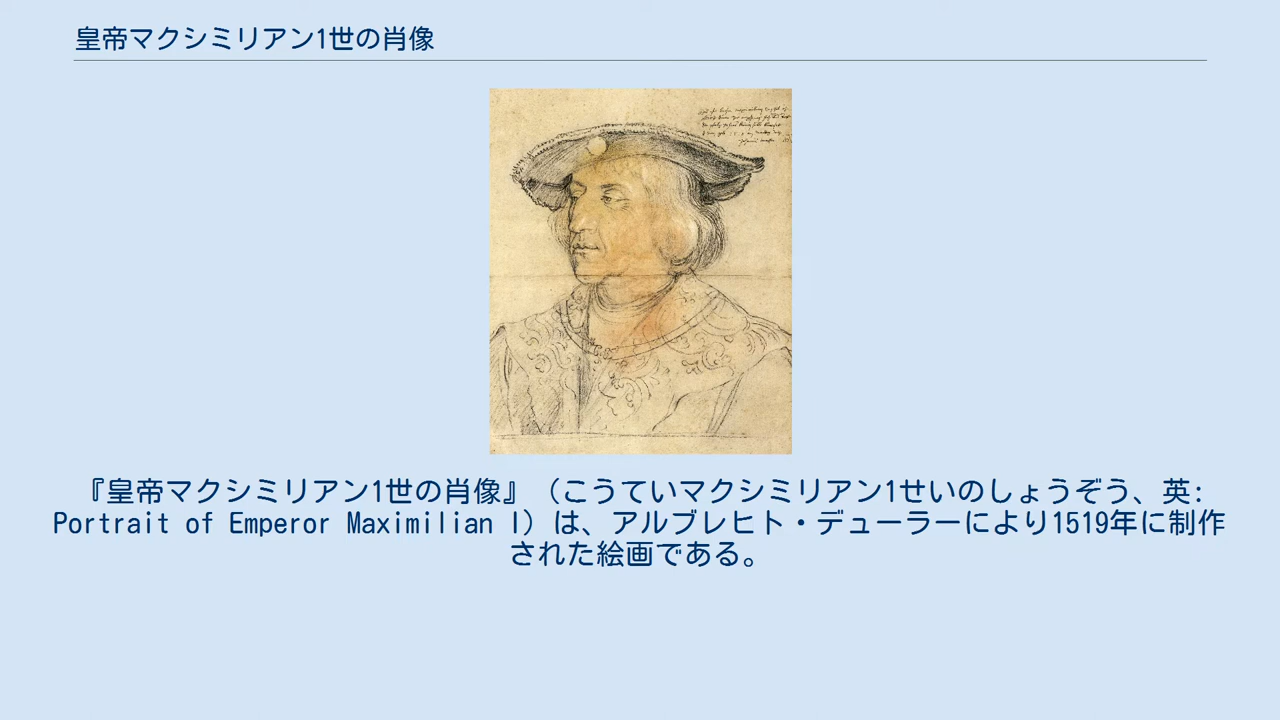 皇帝マクシミリアン1世の肖像
『皇帝マクシミリアン1世の肖像』（こうていマクシミリアン1せいのしょうぞう、英:
Portrait of Emperor Maximilian I）は、アルブレヒト・デューラーにより1519年に制作
された絵画である。